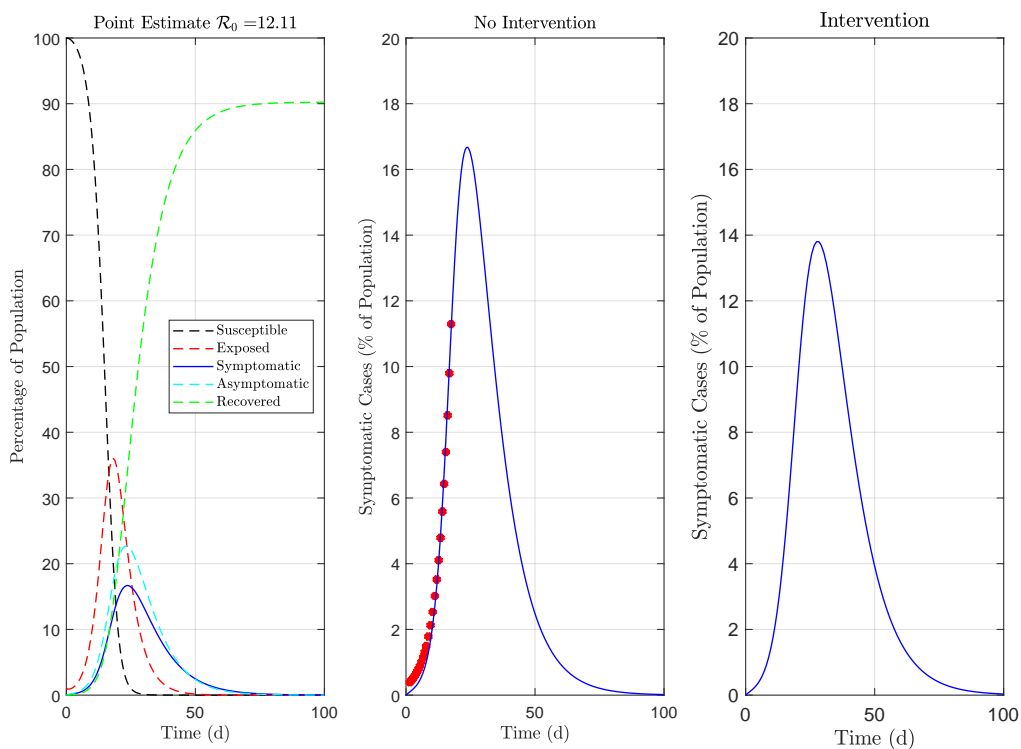 Point Estimate R₀ =12.11
100
90
80
70
60
50
40
30
20
10
0
Percentage of Population
Susceptible
Exposed
Symptomatic
Asymptomatic
Recovered
0 50 100
Time (d)
No Intervention
20
18
16
14
12
10
8
6
4
2
0
Symptomatic Cases (% of Population)
0 50 100
Time (d)
Intervention
20
18
16
14
12
10
8
6
4
2
0
Symptomatic Cases (% of Population)
0 50 100
Time (d)